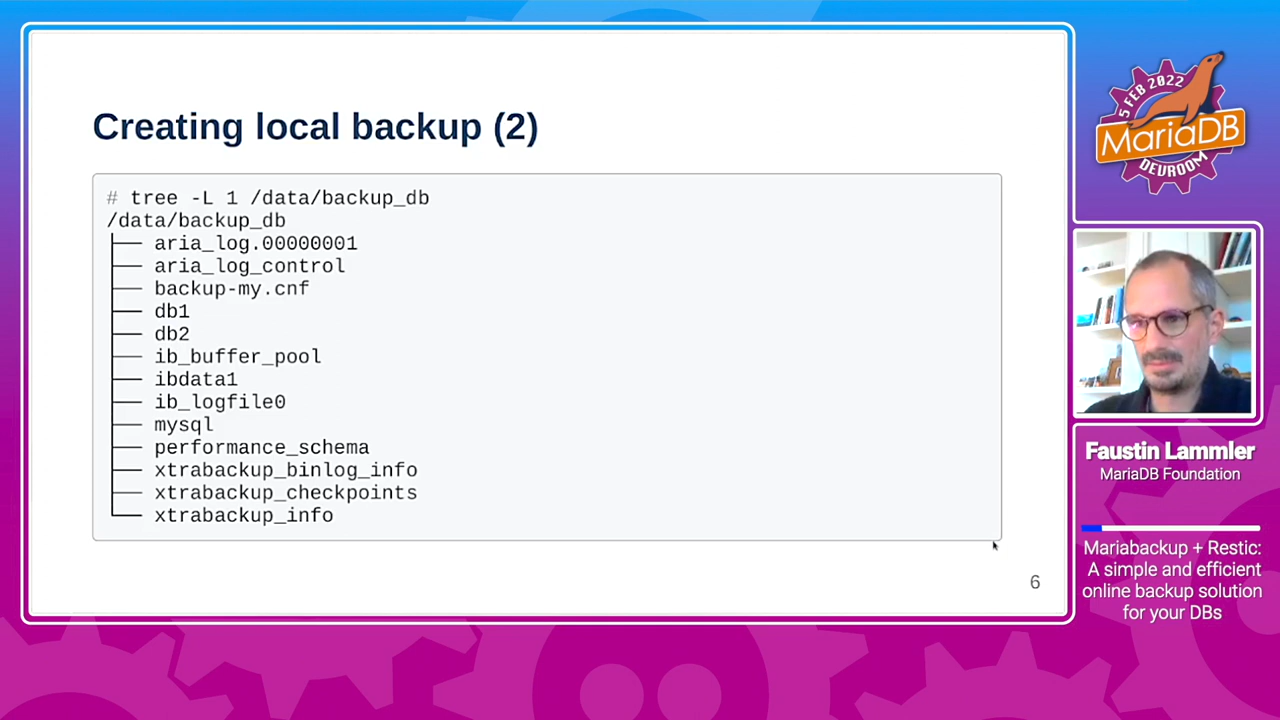 Creating local backup (2)
# tree -L 1 /data/backup_db
/data/backup_db
├── aria_log.00000001
├── aria_log_control
├── backup-my.cnf
├── db1
├── db2
├── ib_buffer_pool
├── ibdata1
├── ib_logfile0
├── mysql
├── performance_schema
├── xtrabackup_binlog_info
├── xtrabackup_checkpoints
└── xtrabackup_info
6
5 FEB 2022
MariaDB
DEVROOM
Faustin Lammler
MariaDB Foundation
Mariabackup + Restic:
A simple and efficient
online backup solution
for your DBs